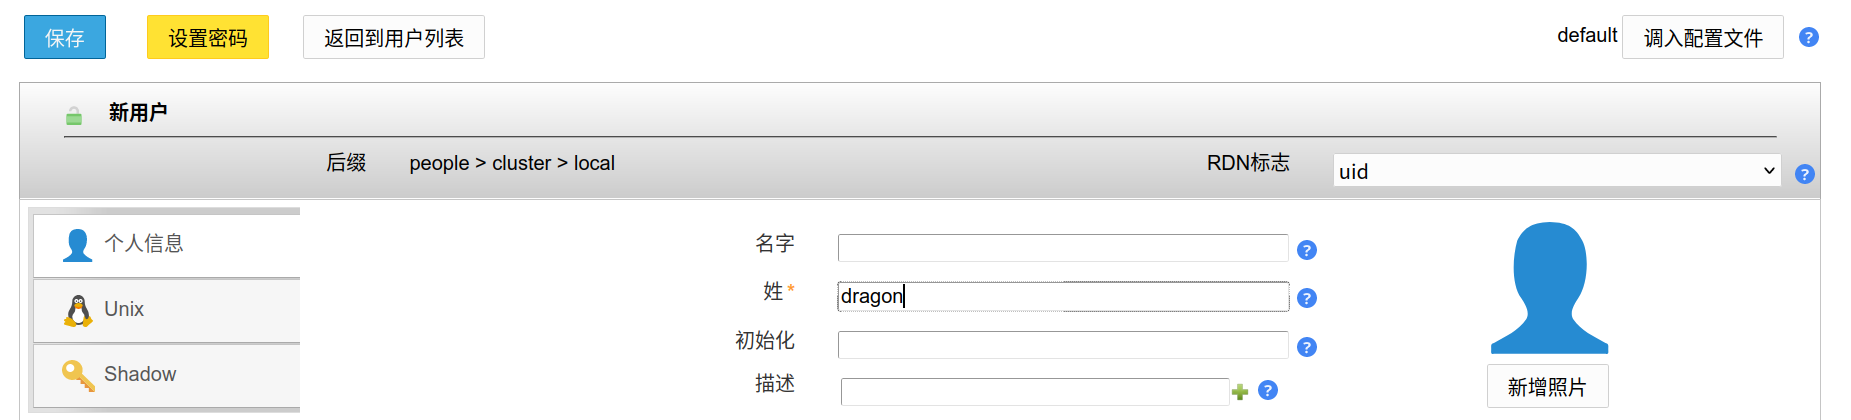 保存 设置密码 返回到用户列表 default 调入配置文件
新用户
后缀 people > cluster > local RDN标志 uid
个人信息
Unix
Shadow
名字
姓* dragon
初始化
描述
新增照片